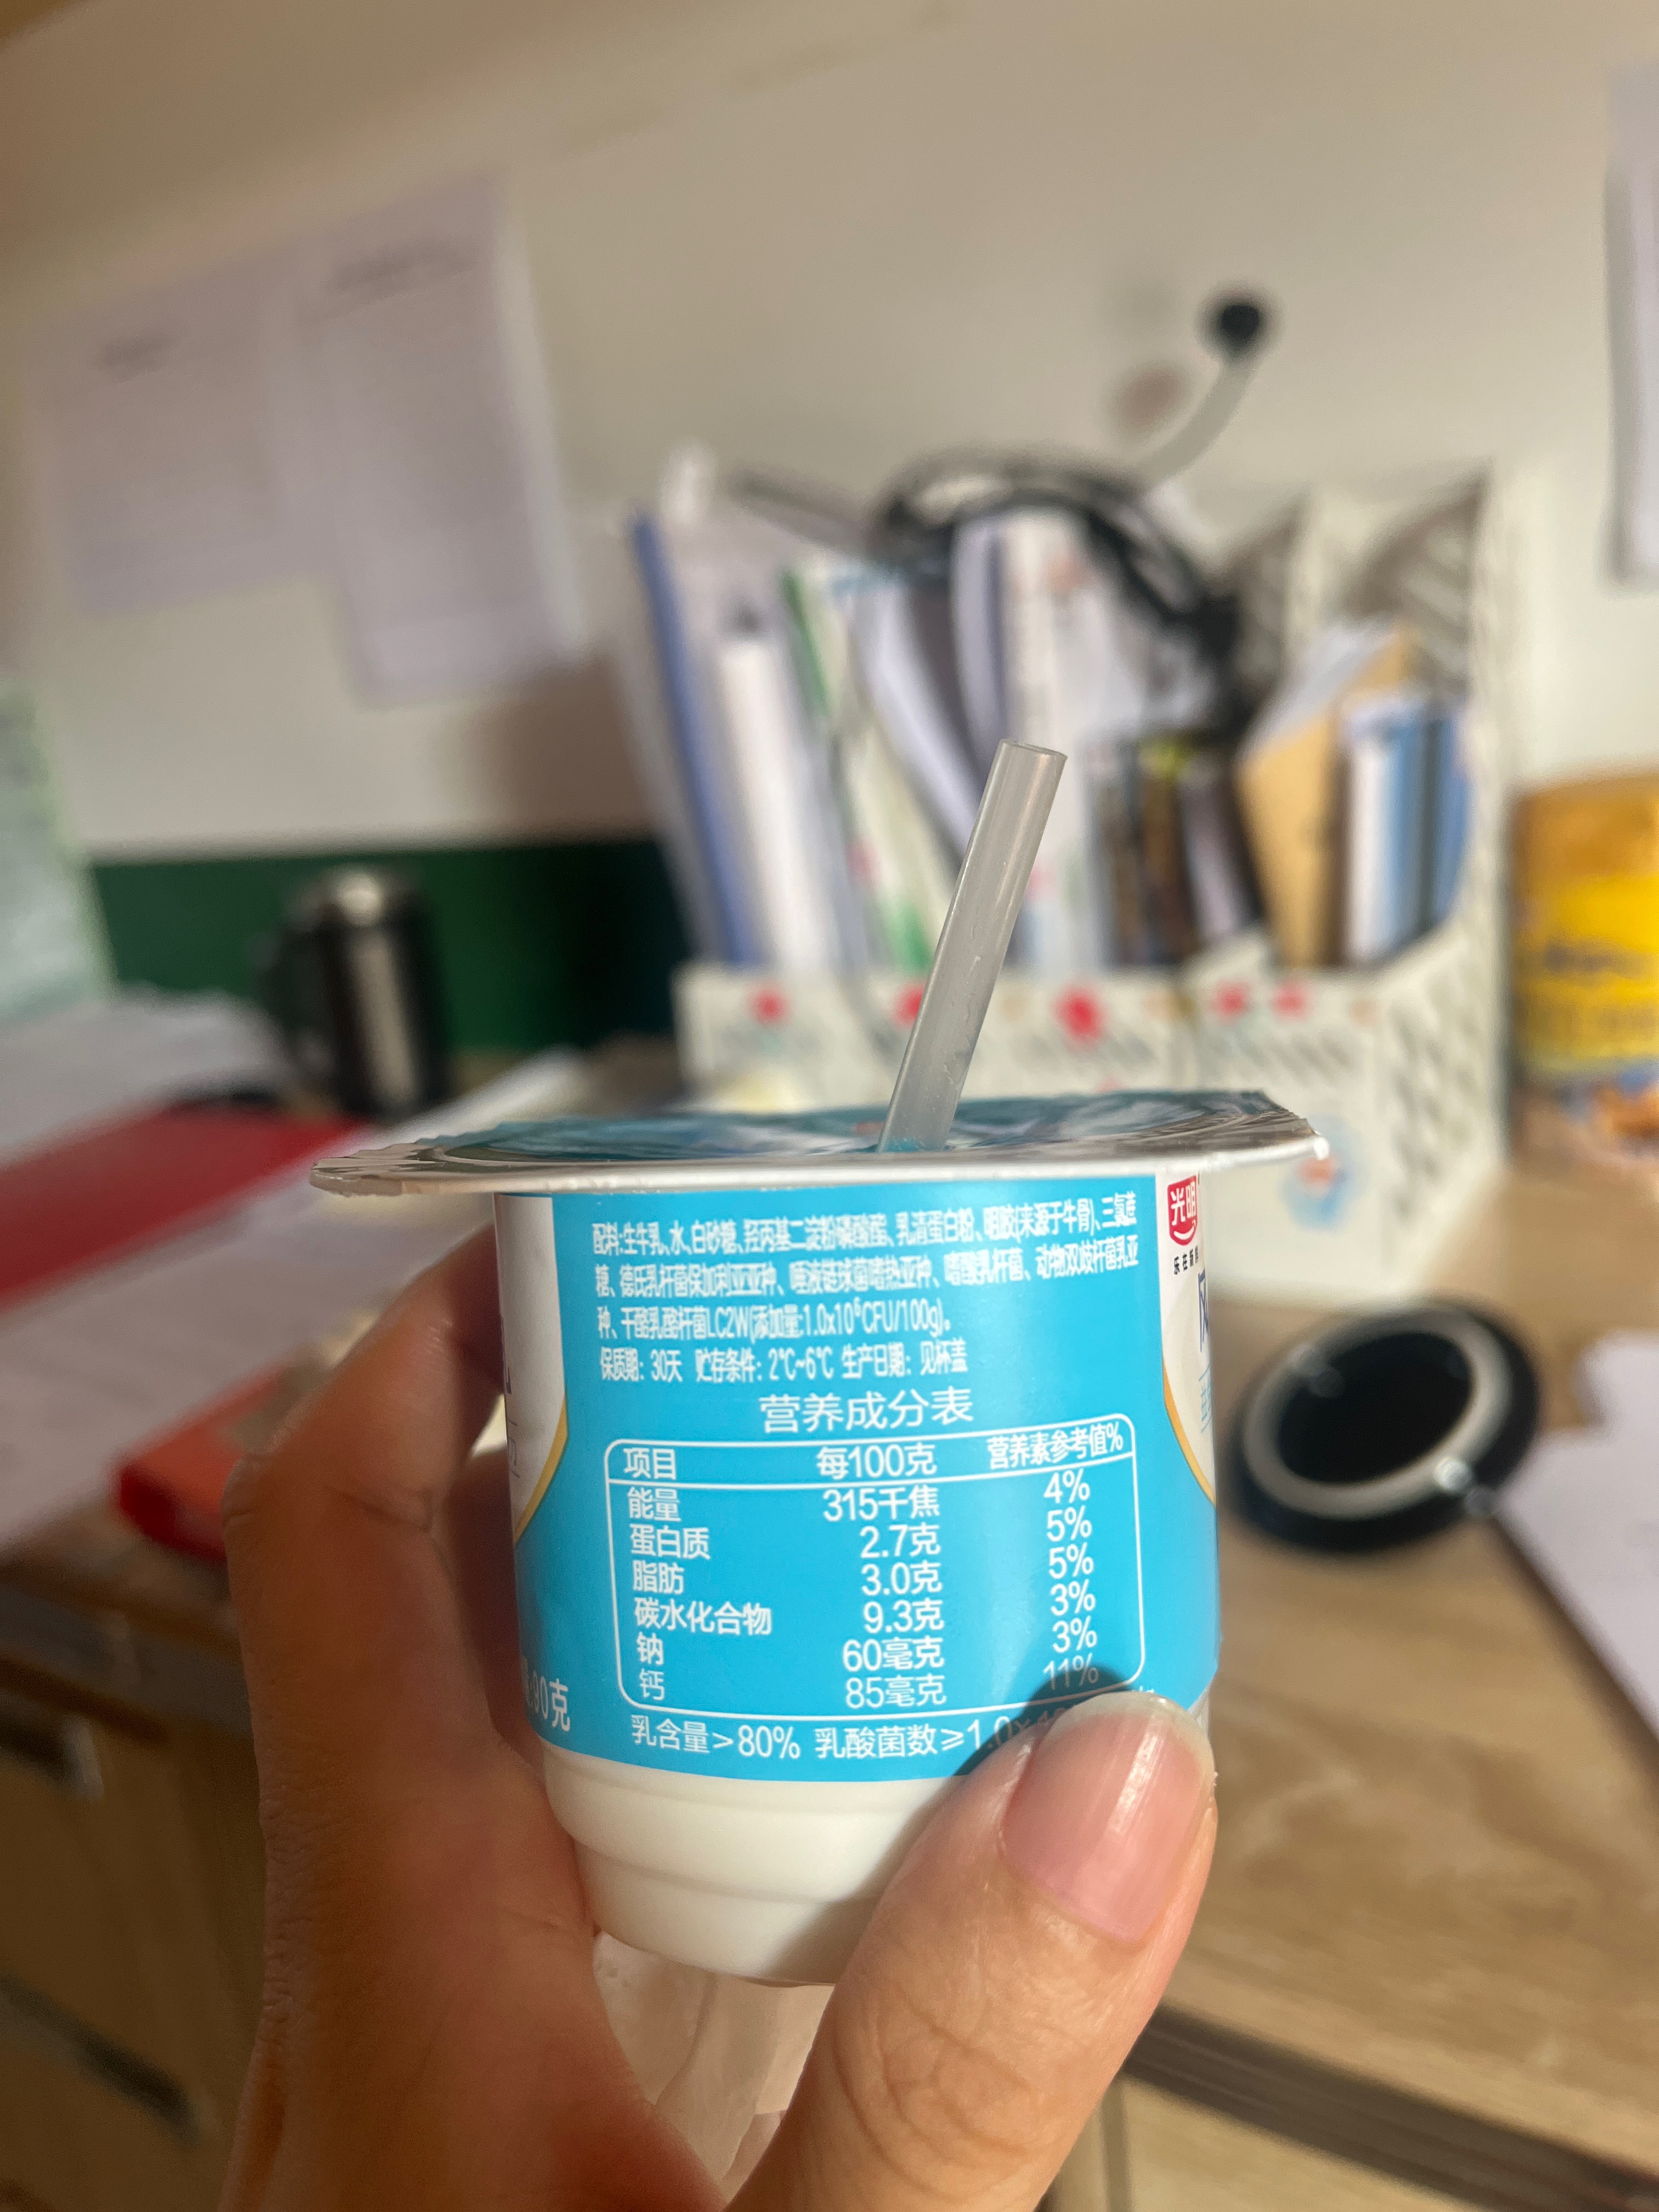 配料:生牛乳、水、白砂糖、羟丙基二淀粉磷酸酯、乳清蛋白粉、明胶(来源于牛骨)、三氯蔗
糖、德氏乳杆菌保加利亚亚种、唾液链球菌嗜热亚种、嗜酸乳杆菌、动物双歧杆菌乳亚
种、干酪乳酪杆菌LC2W(添加量:1.0x10⁶CFU/100g)。
保质期：30天 贮存条件：2℃~6℃ 生产日期：见杯盖
营养成分表
项目 每100克 营养素参考值%
能量 315千焦 4%
蛋白质 2.7克 5%
脂肪 3.0克 5%
碳水化合物 9.3克 3%
钠 60毫克 3%
钙 85毫克 11%
乳含量＞80% 乳酸菌数≥1.0x
90克
光明
乐在新